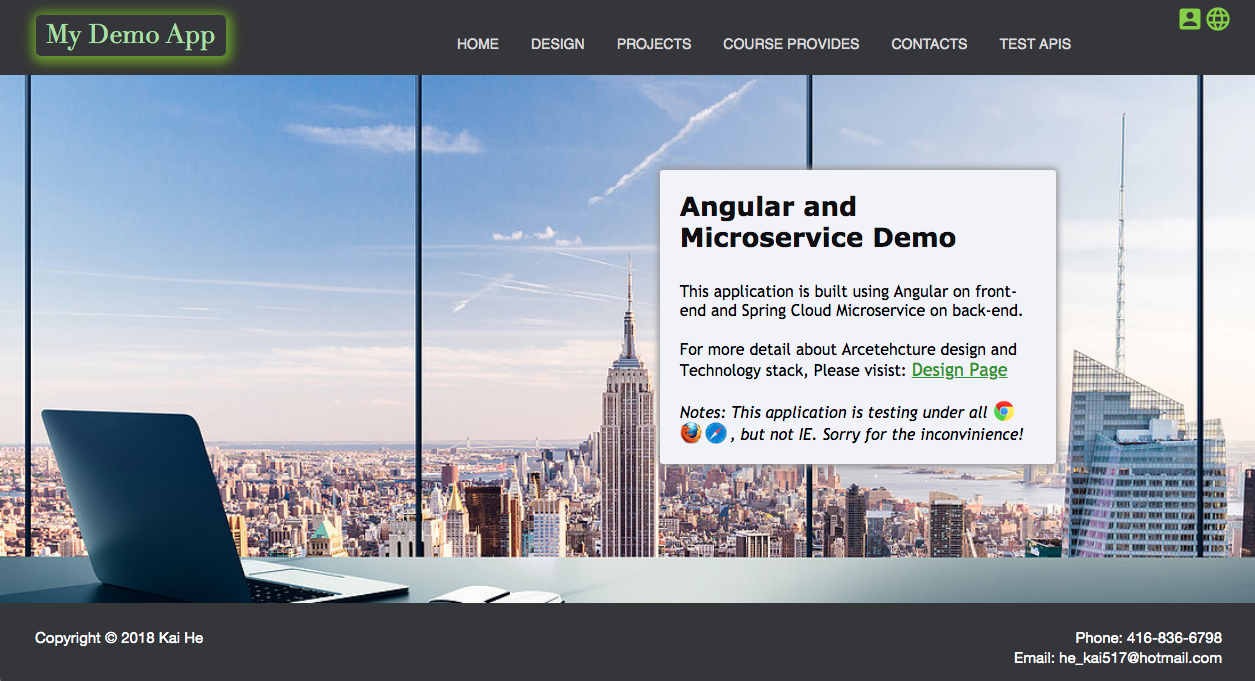 My Demo App
HOME
DESIGN
PROJECTS
COURSE PROVIDES
CONTACTS
TEST APIS
Angular and
Microservice Demo
This application is built using Angular on front-
end and Spring Cloud Microservice on back-end.
For more detail about Arcetehcture design and
Technology stack, Please visist: Design Page
Notes: This application is testing under all
, but not IE. Sorry for the inconvinience!
Copyright © 2018 Kai He
Phone: 416-836-6798
Email: he_kai517@hotmail.com